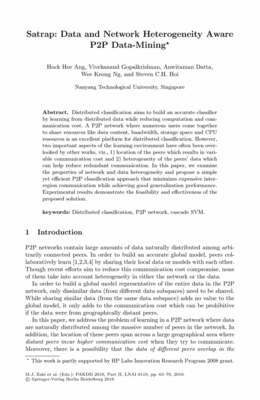 Satrap: Data and Network Heterogeneity Aware
P2P Data-Mining*
Hock Hee Ang, Vivekanand Gopalkrishnan, Anwitaman Datta,
Wee Keong Ng, and Steven C.H. Hoi
Nanyang Technological University, Singapore
Abstract. Distributed classification aims to build an accurate classifier
by learning from distributed data while reducing computation and com-
munication cost. A P2P network where numerous users come together
to share resources like data content, bandwidth, storage space and CPU
resources is an excellent platform for distributed classification. However,
two important aspects of the learning environment have often been over-
looked by other works, viz., 1) location of the peers which results in var-
iable communication cost and 2) heterogeneity of the peers' data which
can help reduce redundant communication. In this paper, we examine
the properties of network and data heterogeneity and propose a simple
yet efficient P2P classification approach that minimizes expensive inter-
region communication while achieving good generalization performance.
Experimental results demonstrate the feasibility and effectiveness of the
proposed solution.
keywords: Distributed classification, P2P network, cascade SVM.
1 Introduction
P2P networks contain large amounts of data naturally distributed among arbi-
trarily connected peers. In order to build an accurate global model, peers col-
laboratively learn [1,2,3,4] by sharing their local data or models with each other.
Though recent efforts aim to reduce this communication cost compromise, none
of them take into account heterogeneity in either the network or the data.
In order to build a global model representative of the entire data in the P2P
network, only dissimilar data (from different data subspaces) need to be shared.
While sharing similar data (from the same data subspace) adds no value to the
global model, it only adds to the communication cost which can be prohibitive
if the data were from geographically distant peers.
In this paper, we address the problem of learning in a P2P network where data
are naturally distributed among the massive number of peers in the network. In
addition, the location of these peers span across a large geographical area where
distant peers incur higher communication cost when they try to communicate.
Moreover, there is a possibility that the data of different peers overlap in the
* This work is partly supported by HP Labs Innovation Research Program 2008 grant.
M.J. Zaki et al. (Eds.): PAKDD 2010, Part II, LNAI 6119, pp. 63–70, 2010.
© Springer-Verlag Berlin Heidelberg 2010